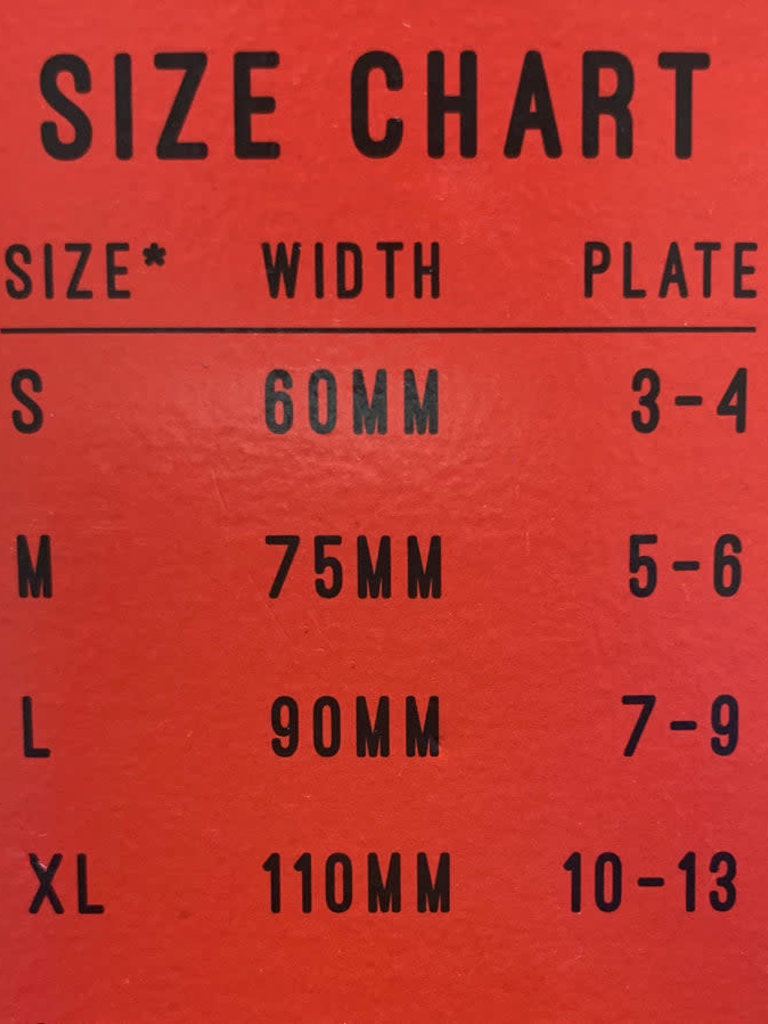 SIZE CHART
SIZE* WIDTH PLATE
S 60MM 3-4
M 75MM 5-6
L 90MM 7-9
XL 110MM 10-13